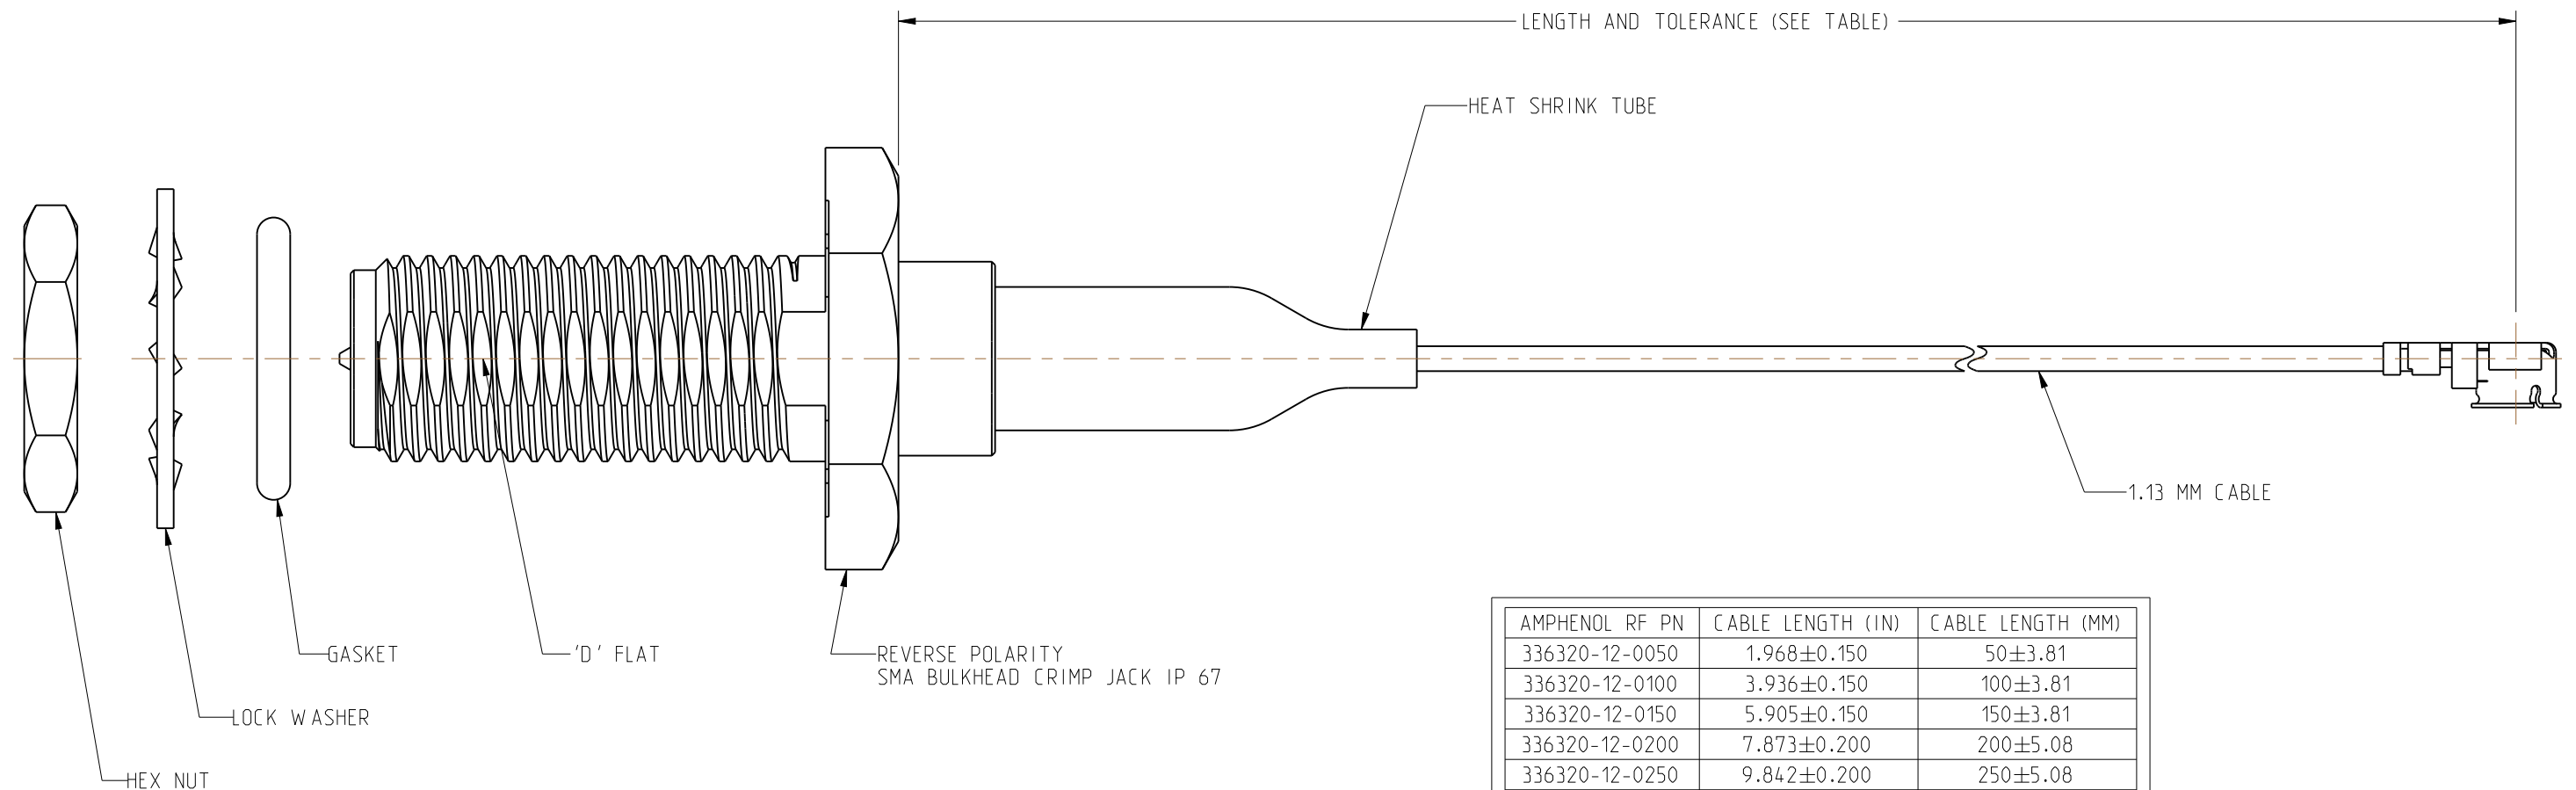 LENGTH AND TOLERANCE (SEE TABLE)
HEAT SHRINK TUBE
1.13 MM CABLE
GASKET
'D' FLAT
REVERSE POLARITY
SMA BULKHEAD CRIMP JACK IP 67
LOCK WASHER
HEX NUT
AMPHENOL RF PN CABLE LENGTH (IN) CABLE LENGTH (MM)
336320-12-0050 1.968±0.150 50±3.81
336320-12-0100 3.936±0.150 100±3.81
336320-12-0150 5.905±0.150 150±3.81
336320-12-0200 7.873±0.200 200±5.08
336320-12-0250 9.842±0.200 250±5.08